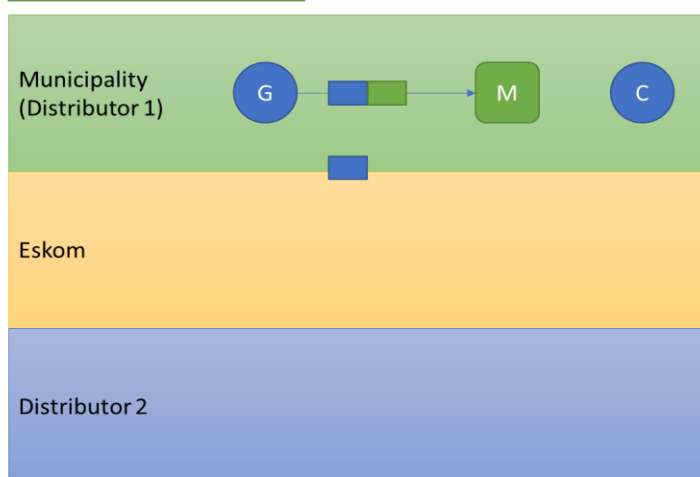 Municipality
(Distributor 1)
G
M
C
Eskom
Distributor 2